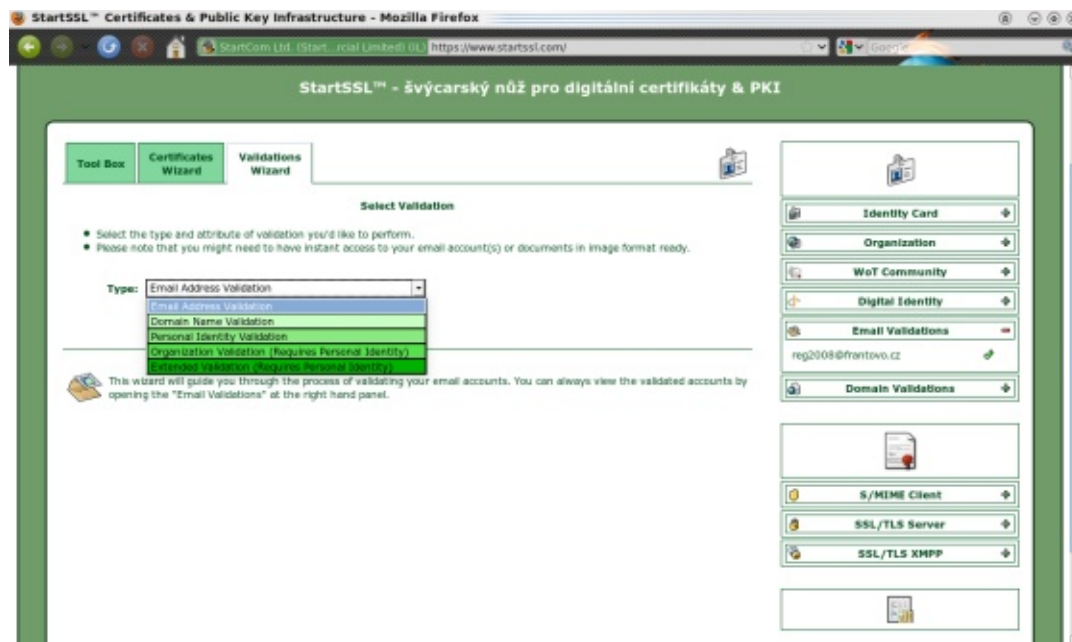 StartSSL™ Certificates & Public Key Infrastructure - Mozilla Firefox
StartCom Ltd. (Start...rcial Limited) (IL) https://www.startssl.com/
StartSSL™ - švýcarský nůž pro digitální certifikáty & PKI
Tool Box
Certificates Wizard
Validations Wizard
Select Validation
Select the type and attribute of validation you'd like to perform.
Please note that you might need to have instant access to your email account(s) or documents in image format ready.
Type: Email Address Validation
Email Address Validation
Domain Name Validation
Personal Identity Validation
Organization Validation (Requires Personal Identity)
Extended Validation (Requires Personal Identity)
This wizard will guide you through the process of validating your email accounts. You can always view the validated accounts by
opening the "Email Validations" at the right hand panel.
Identity Card
Organization
WoT Community
Digital Identity
Email Validations
reg2008@frantovo.cz
Domain Validations
S/MIME Client
SSL/TLS Server
SSL/TLS XMPP